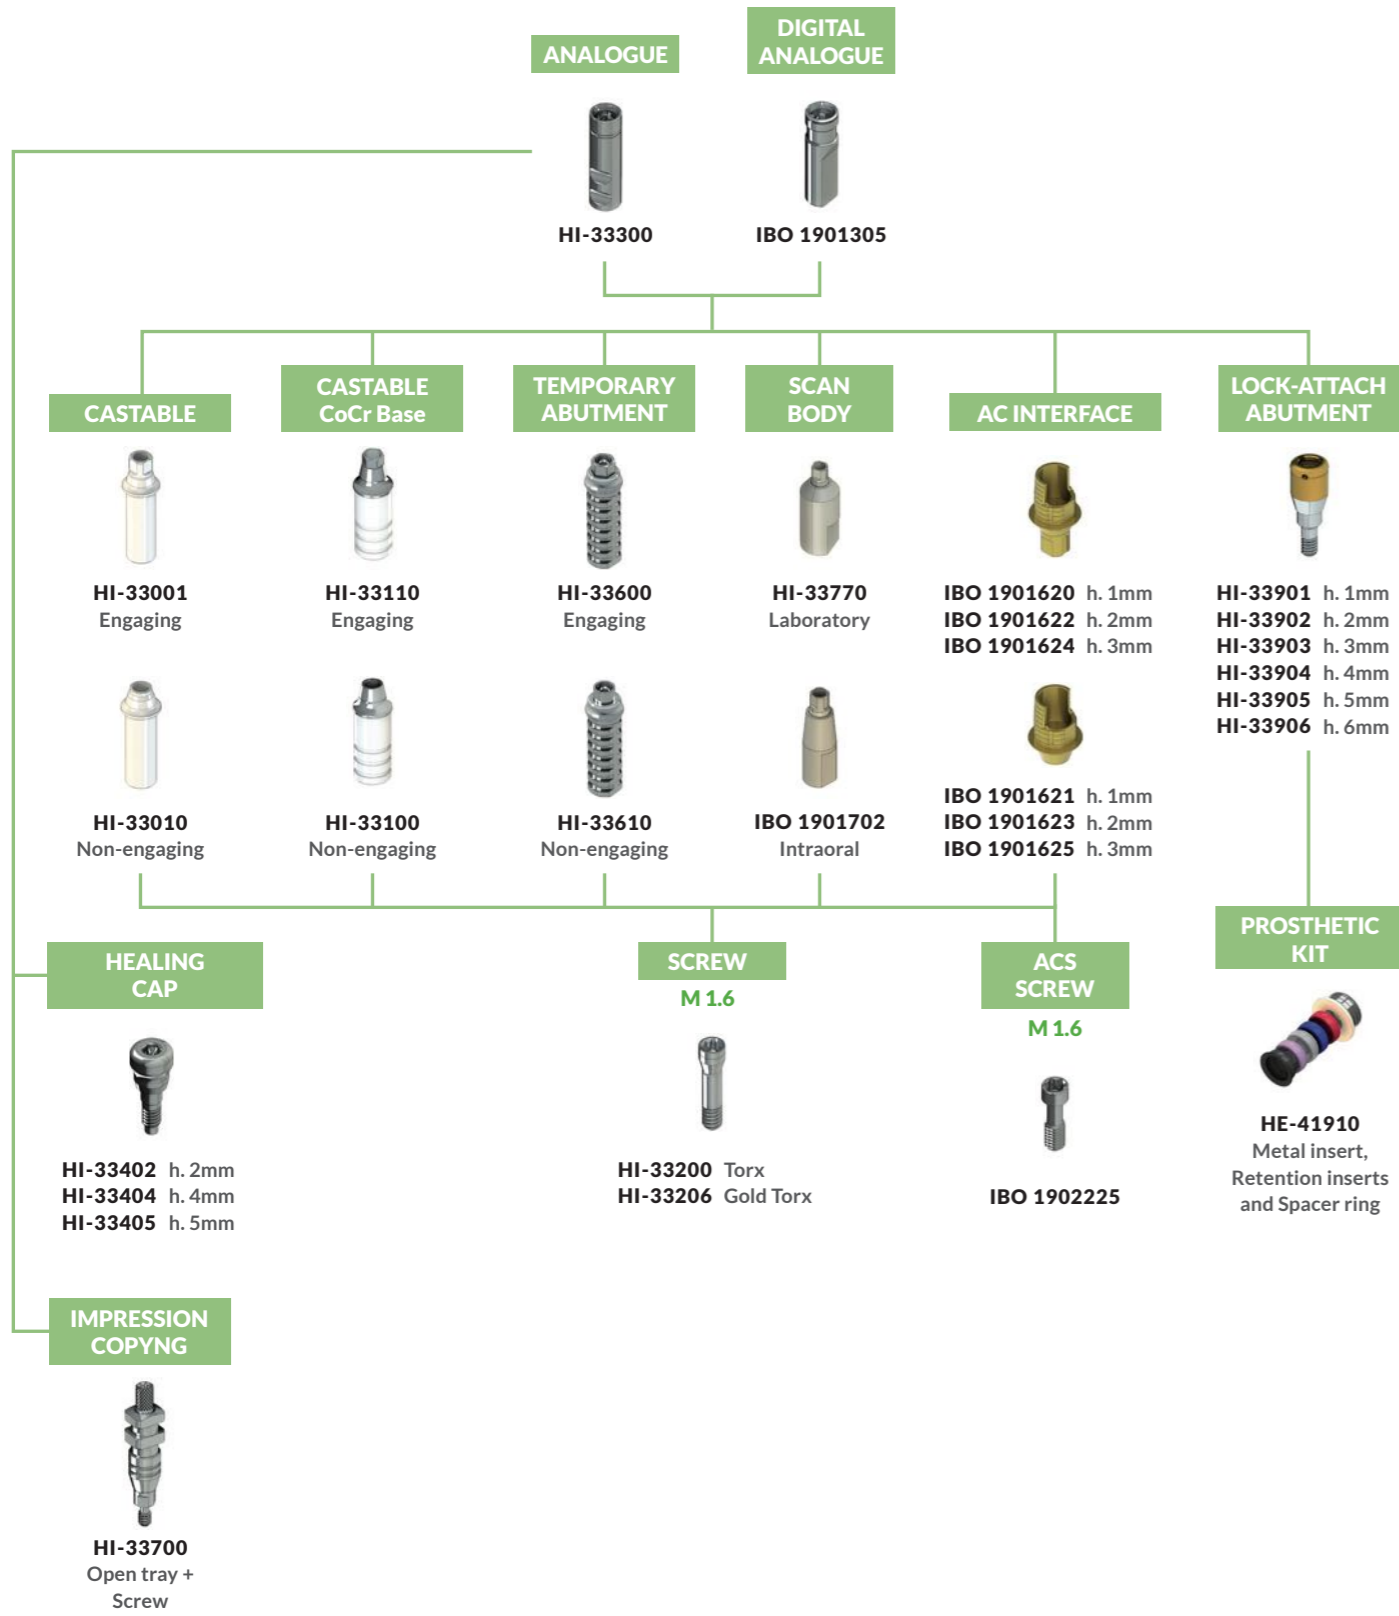 ANALOGUE
DIGITAL
ANALOGUE
HI-33300
IBO 1901305
CASTABLE
HI-33001
Engaging
HI-33010
Non-engaging
CASTABLE
CoCr Base
HI-33110
Engaging
HI-33100
Non-engaging
TEMPORARY
ABUTMENT
HI-33600
Engaging
HI-33610
Non-engaging
SCAN
BODY
HI-33770
Laboratory
IBO 1901702
Intraoral
AC INTERFACE
IBO 1901620 h. 1mm
IBO 1901622 h. 2mm
IBO 1901624 h. 3mm
IBO 1901621 h. 1mm
IBO 1901623 h. 2mm
IBO 1901625 h. 3mm
LOCK-ATTACH
ABUTMENT
HI-33901 h. 1mm
HI-33902 h. 2mm
HI-33903 h. 3mm
HI-33904 h. 4mm
HI-33905 h. 5mm
HI-33906 h. 6mm
HEALING
CAP
HI-33402 h. 2mm
HI-33404 h. 4mm
HI-33405 h. 5mm
SCREW
M 1.6
HI-33200 Torx
HI-33206 Gold Torx
ACS
SCREW
M 1.6
IBO 1902225
PROSTHETIC
KIT
HE-41910
Metal insert,
Retention inserts
and Spacer ring
IMPRESSION
COPYNG
HI-33700
Open tray +
Screw